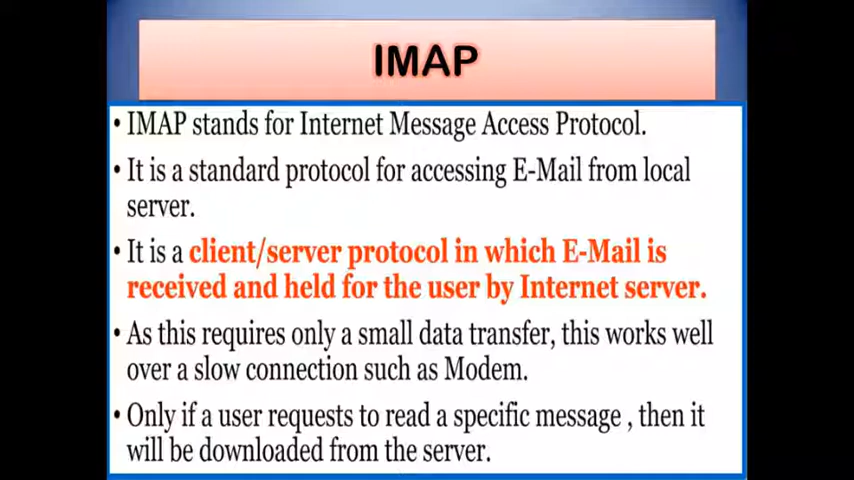 IMAP
• IMAP stands for Internet Message Access Protocol.
• It is a standard protocol for accessing E-Mail from local
server.
• It is a client/server protocol in which E-Mail is
received and held for the user by Internet server.
• As this requires only a small data transfer, this works well
over a slow connection such as Modem.
• Only if a user requests to read a specific message , then it
will be downloaded from the server.